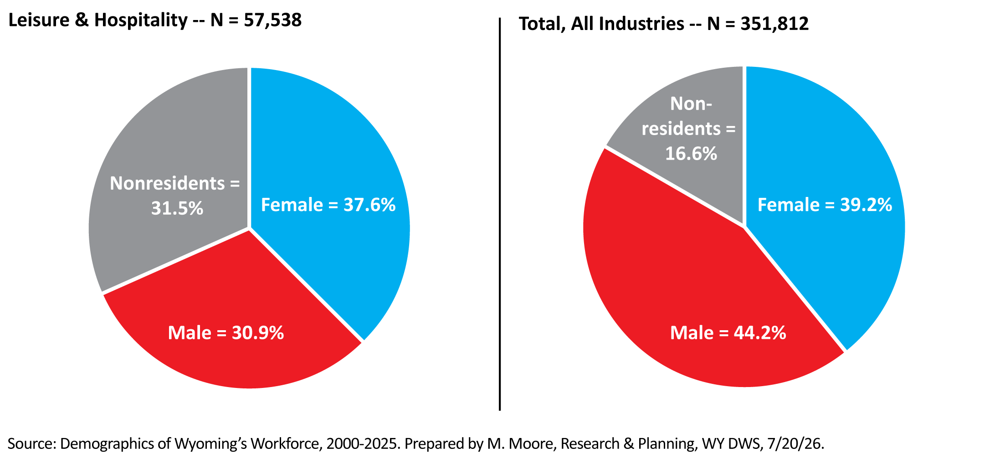 Leisure & Hospitality -- N = 57,538
Nonresidents =
31.5%
Female = 37.6%
Male = 30.9%
Total, All Industries -- N = 351,812
Non-
residents =
16.6%
Female = 39.2%
Male = 44.2%
Source: Demographics of Wyoming’s Workforce, 2000-2025. Prepared by M. Moore, Research & Planning, WY DWS, 7/20/26.